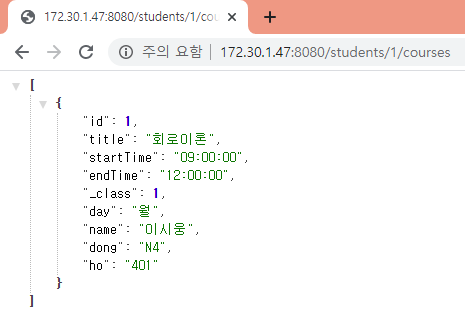 172.30.1.47:8080/students/1/cou
주의 요함 | 172.30.1.47:8080/students/1/courses
[
{
"id": 1,
"title": "회로이론",
"startTime": "09:00:00",
"endTime": "12:00:00",
"_class": 1,
"day": "월",
"name": "이시웅",
"dong": "N4",
"ho": "401"
}
]